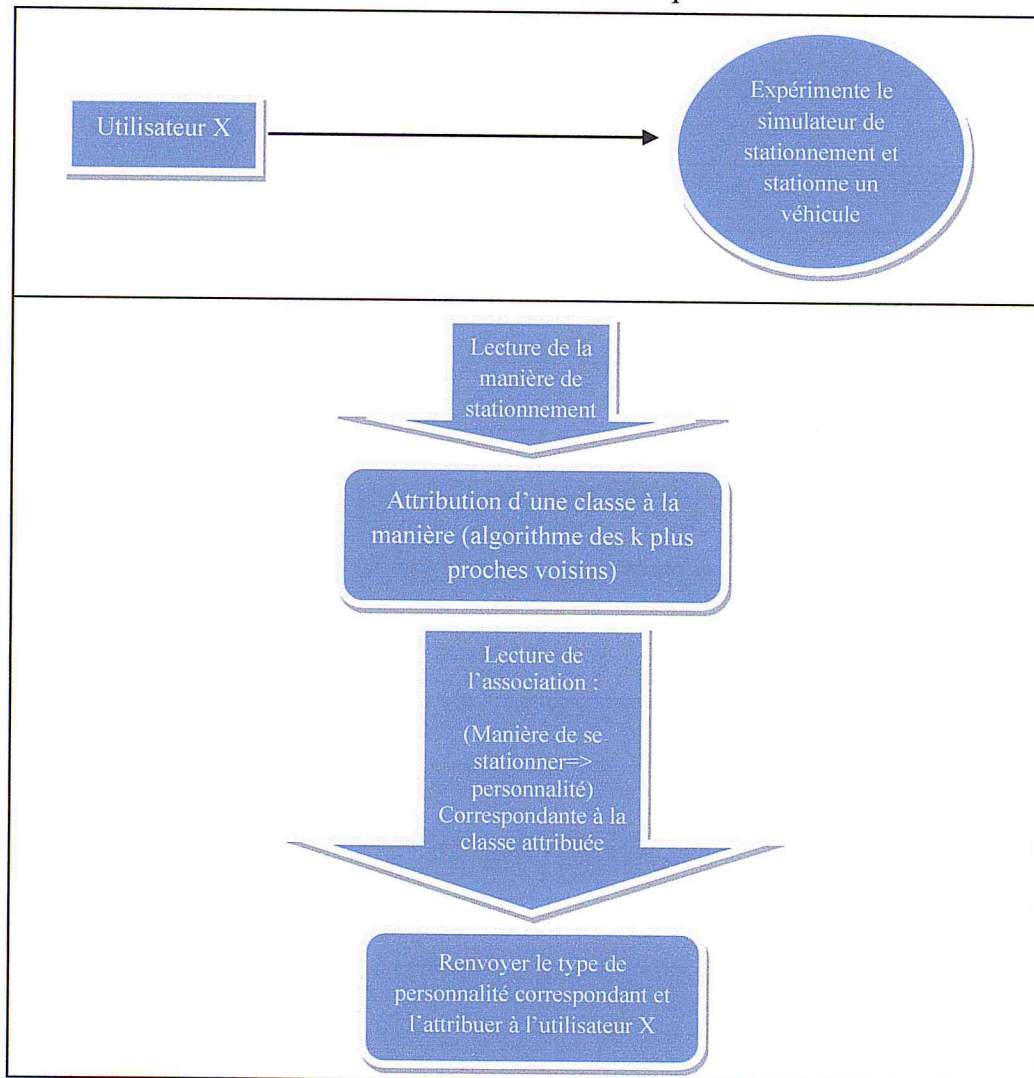 Utilisateur X
Expérimente le
simulateur de
stationnement et
stationne un
véhicule
Lecture de la
manière de
stationnement
Attribution d’une classe à la
manière (algorithme des k plus
proches voisins)
Lecture de
l’association :
(Manière de se
stationner=>
personnalité)
Correspondante à la
classe attribuée
Renvoyer le type de
personnalité correspondant et
l’attribuer à l’utilisateur X